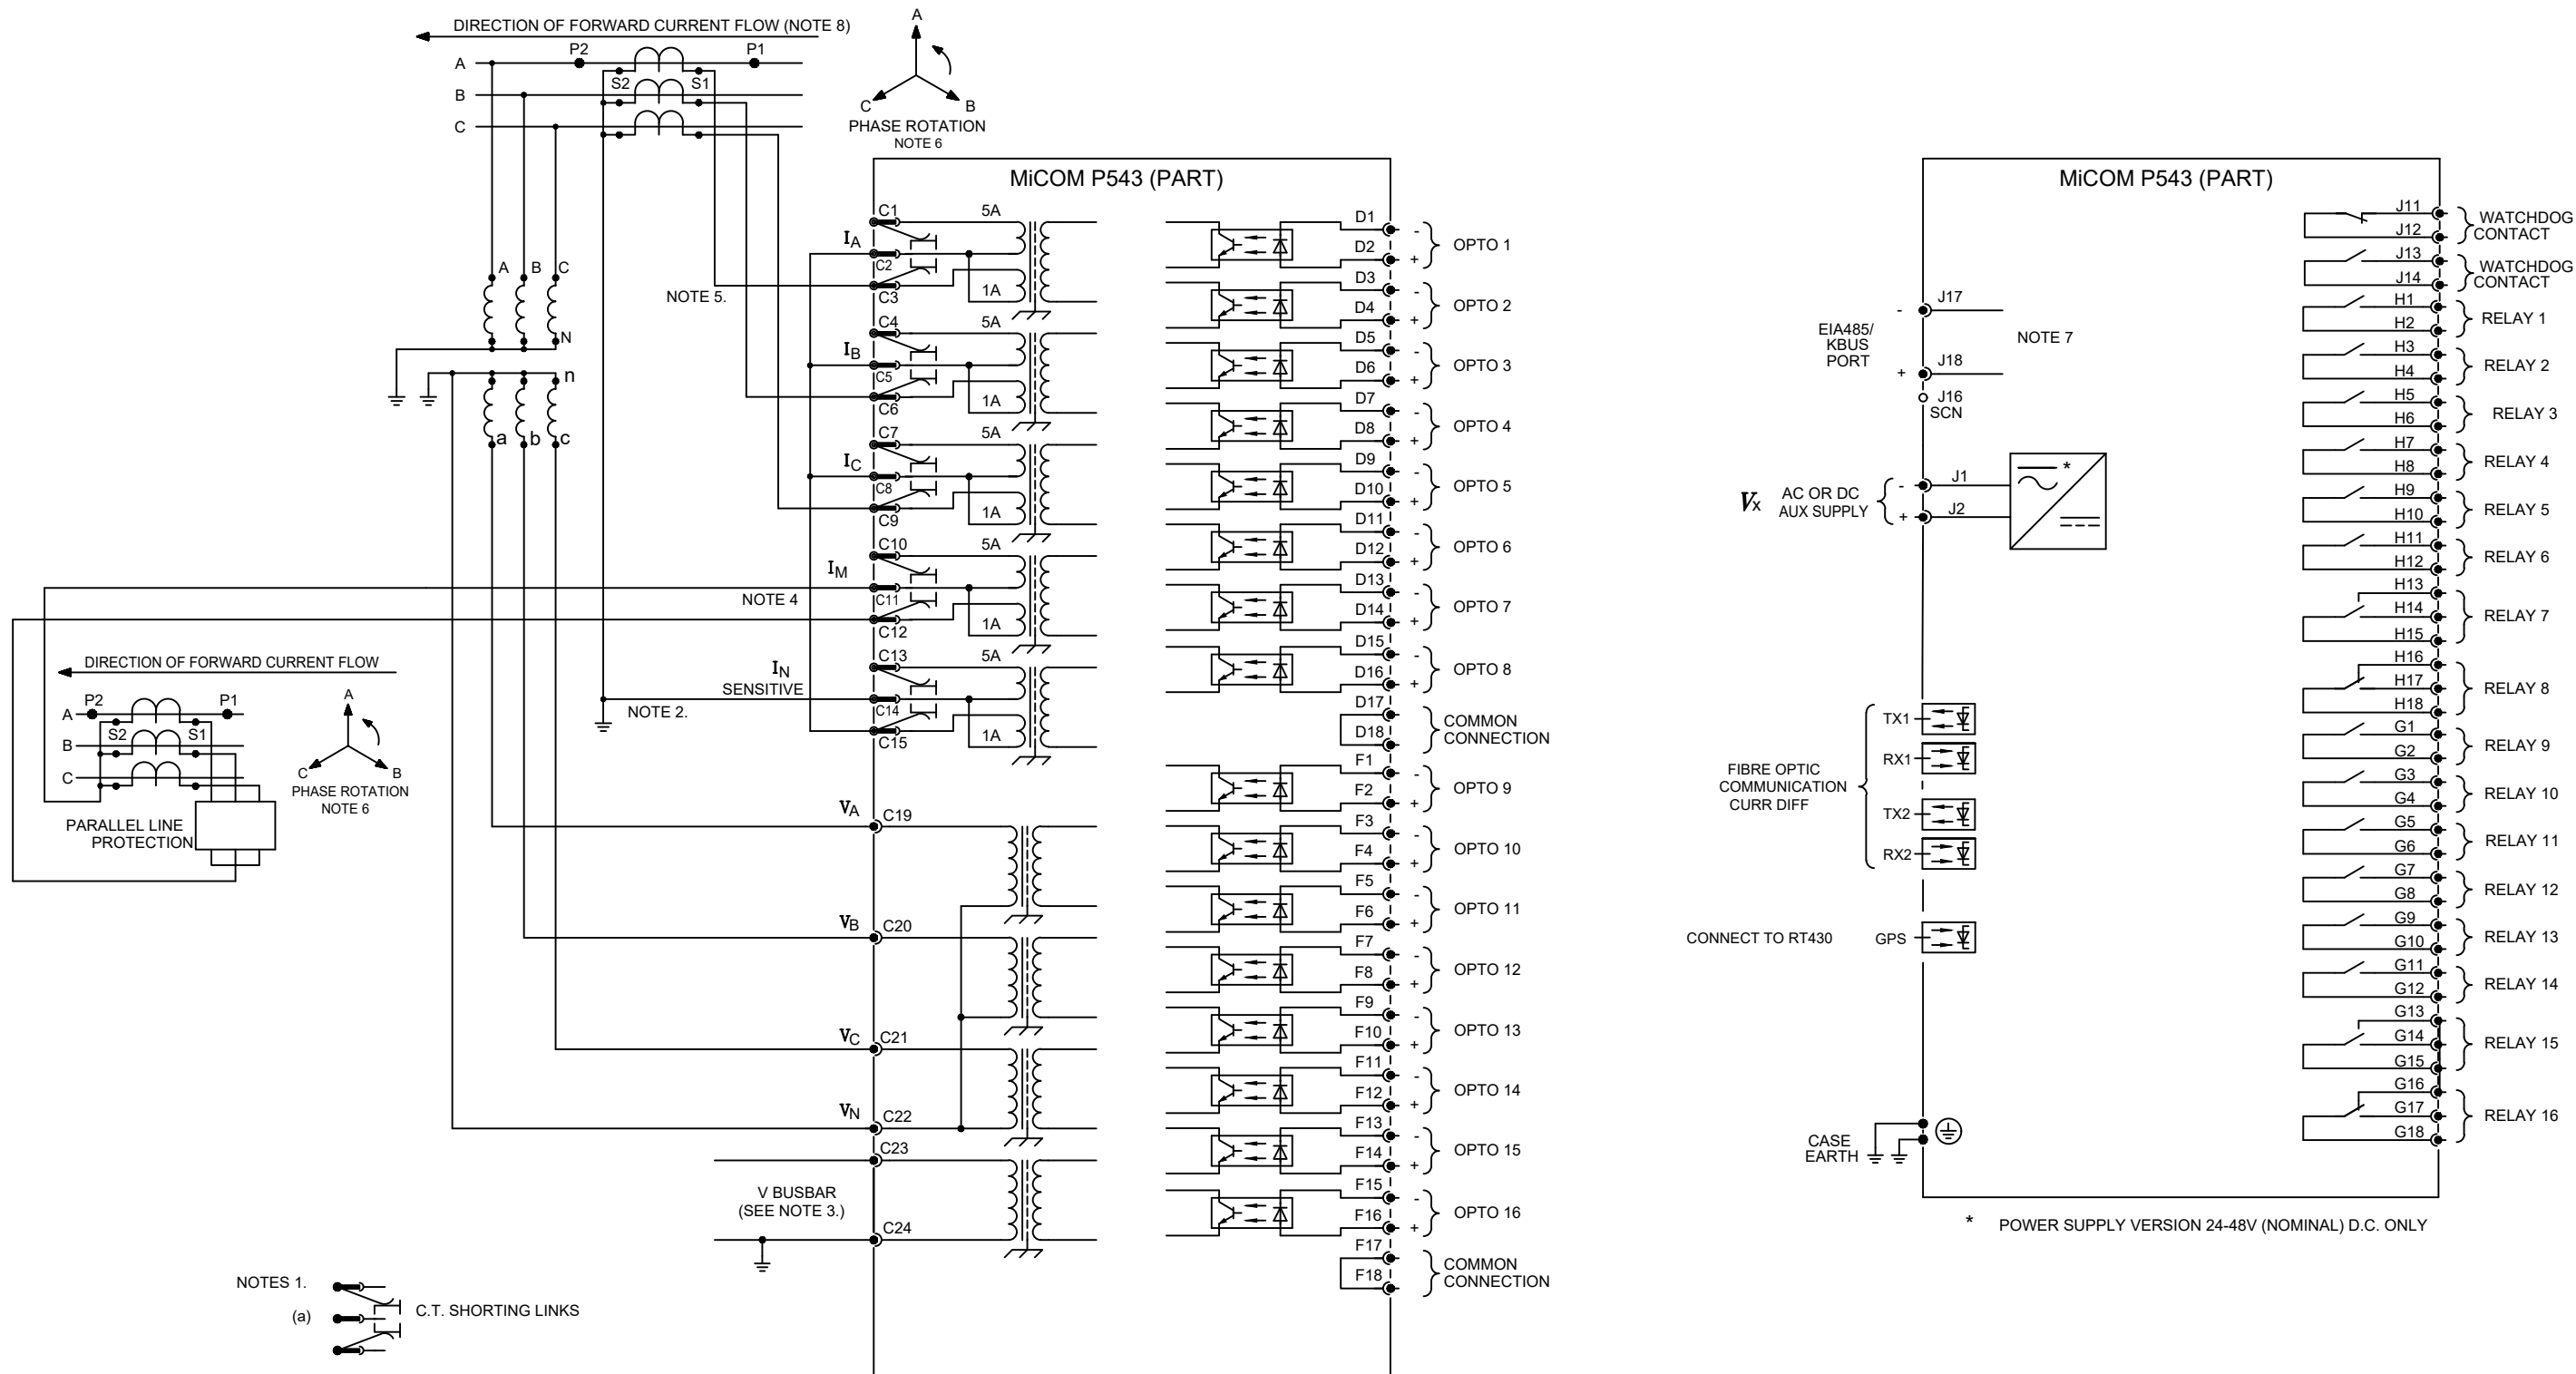 DIRECTION OF FORWARD CURRENT FLOW (NOTE 8)
P2
P1
A
S2
S1
B
C
A
C
B
PHASE ROTATION
NOTE 6
A
B
C
N
n
a
b
c
NOTE 5.
NOTE 4
NOTE 2.
DIRECTION OF FORWARD CURRENT FLOW
P2
P1
A
S2
S1
B
C
A
C
B
PHASE ROTATION
NOTE 6
PARALLEL LINE
PROTECTION
MiCOM P543 (PART)
C1
5A
IA
C2
C3
1A
C4
5A
IB
C5
C6
1A
C7
5A
IC
C8
C9
1A
C10
5A
IM
C11
C12
1A
C13
5A
IN
SENSITIVE
C14
C15
1A
VA
C19
VB
C20
VC
C21
VN
C22
C23
V BUSBAR
(SEE NOTE 3.)
C24
D1
-
D2
+
OPTO 1
D3
-
D4
+
OPTO 2
D5
-
D6
+
OPTO 3
D7
-
D8
+
OPTO 4
D9
-
D10
+
OPTO 5
D11
-
D12
+
OPTO 6
D13
-
D14
+
OPTO 7
D15
-
D16
+
OPTO 8
D17
D18
COMMON
CONNECTION
F1
-
F2
+
OPTO 9
F3
-
F4
+
OPTO 10
F5
-
F6
+
OPTO 11
F7
-
F8
+
OPTO 12
F9
-
F10
+
OPTO 13
F11
-
F12
+
OPTO 14
F13
-
F14
+
OPTO 15
F15
-
F16
+
OPTO 16
F17
F18
COMMON
CONNECTION
NOTES 1.
(a)
C.T. SHORTING LINKS
MiCOM P543 (PART)
-
J17
EIA485/
KBUS
PORT
NOTE 7
+
J18
J16
SCN
Vx
AC OR DC
AUX SUPPLY
-
J1
+
J2
*
FIBRE OPTIC
COMMUNICATION
CURR DIFF
TX1
RX1
TX2
RX2
CONNECT TO RT430
GPS
CASE
EARTH
J11
J12
WATCHDOG
CONTACT
J13
J14
WATCHDOG
CONTACT
H1
H2
RELAY 1
H3
H4
RELAY 2
H5
H6
RELAY 3
H7
H8
RELAY 4
H9
H10
RELAY 5
H11
H12
RELAY 6
H13
H14
H15
RELAY 7
H16
H17
H18
RELAY 8
G1
G2
RELAY 9
G3
G4
RELAY 10
G5
G6
RELAY 11
G7
G8
RELAY 12
G9
G10
RELAY 13
G11
G12
RELAY 14
G13
G14
G15
RELAY 15
G16
G17
G18
RELAY 16
* POWER SUPPLY VERSION 24-48V (NOMINAL) D.C. ONLY